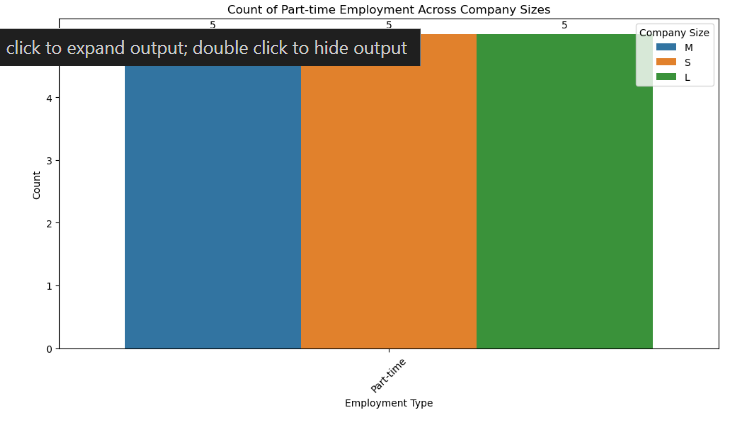 Count of Part-time Employment Across Company Sizes
5 5 5
click to expand output; double click to hide output
Company Size
M
S
L
4
3
2
1
0
Count
Part-time
Employment Type